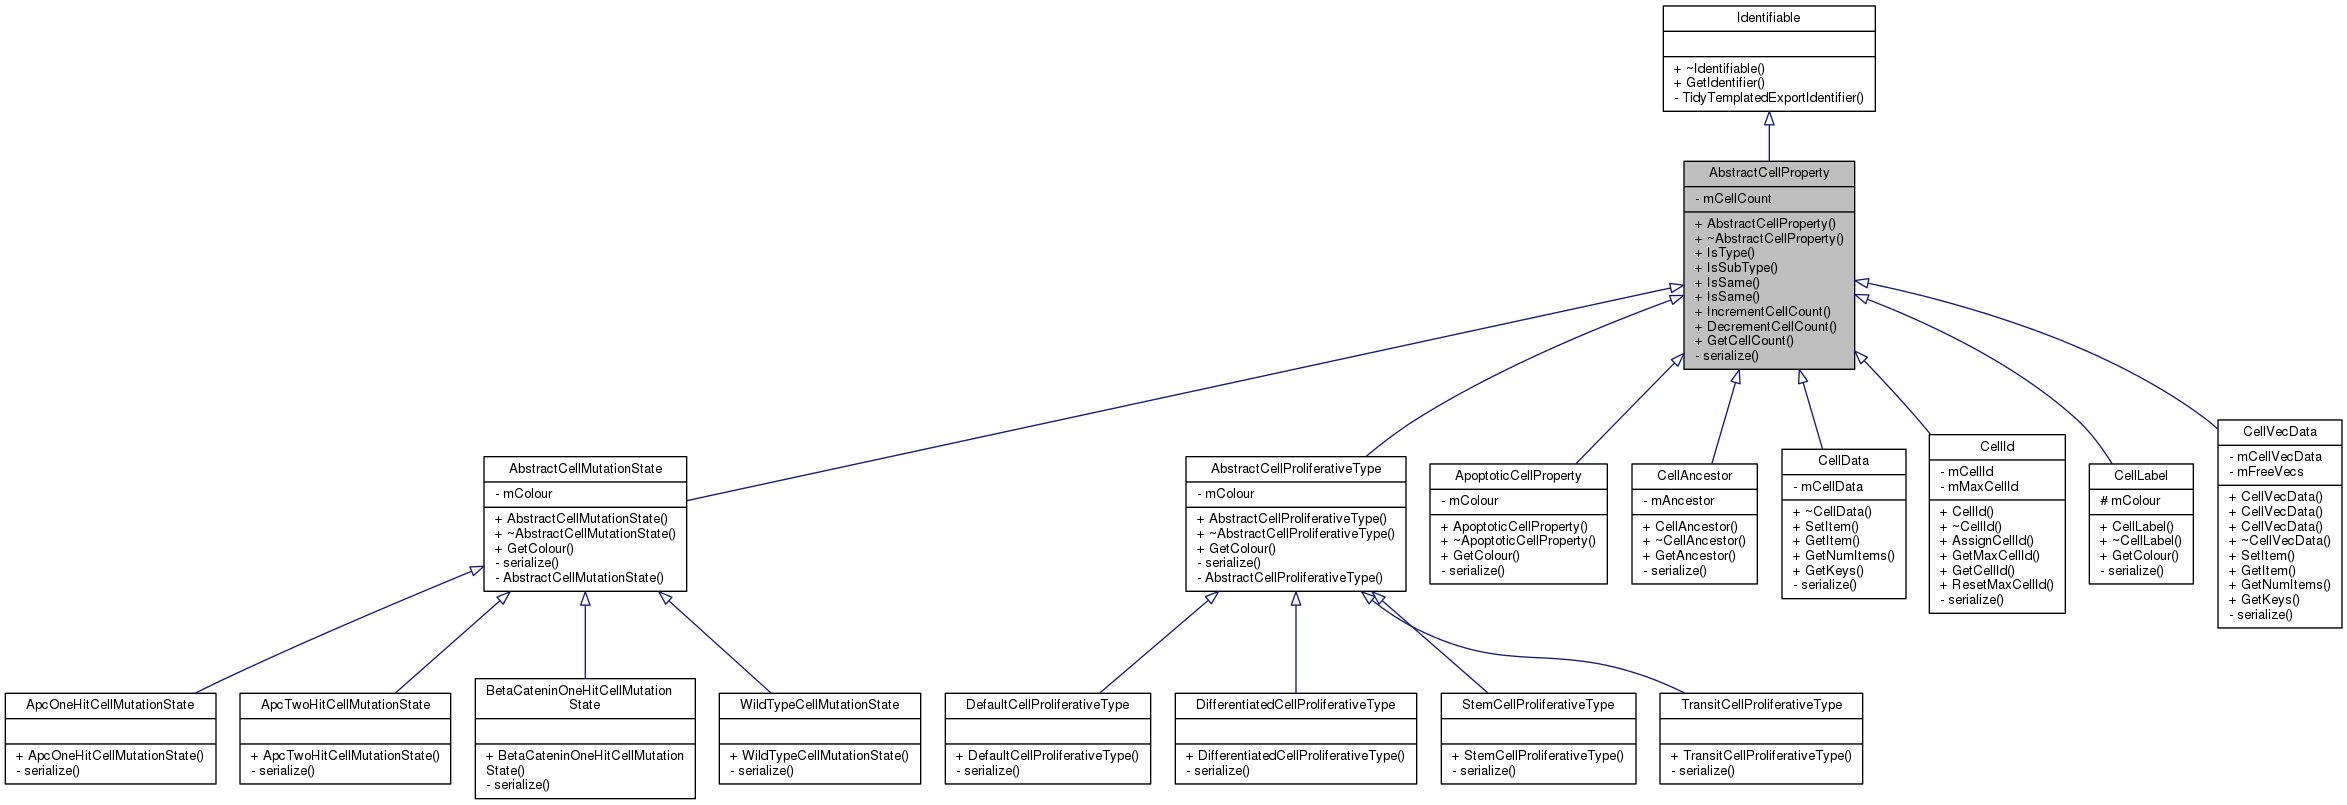 Identifiable
+ ~Identifiable()
+ GetIdentifier()
- TidyTemplatedExportIdentifier()
AbstractCellProperty
- mCellCount
+ AbstractCellProperty()
+ ~AbstractCellProperty()
+ IsType()
+ IsSubType()
+ IsSame()
+ IsSame()
+ IncrementCellCount()
+ DecrementCellCount()
+ GetCellCount()
- serialize()
AbstractCellMutationState
- mColour
+ AbstractCellMutationState()
+ ~AbstractCellMutationState()
+ GetColour()
- serialize()
- AbstractCellMutationState()
AbstractCellProliferativeType
- mColour
+ AbstractCellProliferativeType()
+ ~AbstractCellProliferativeType()
+ GetColour()
- serialize()
- AbstractCellProliferativeType()
ApoptoticCellProperty
- mColour
+ ApoptoticCellProperty()
+ ~ApoptoticCellProperty()
+ GetColour()
- serialize()
CellAncestor
- mAncestor
+ CellAncestor()
+ ~CellAncestor()
+ GetAncestor()
- serialize()
CellData
- mCellData
+ ~CellData()
+ SetItem()
+ GetItem()
+ GetNumItems()
+ GetKeys()
- serialize()
CellId
- mCellId
- mMaxCellId
+ CellId()
+ ~CellId()
+ AssignCellId()
+ GetMaxCellId()
+ GetCellId()
+ ResetMaxCellId()
- serialize()
CellLabel
# mColour
+ CellLabel()
+ ~CellLabel()
+ GetColour()
- serialize()
CellVecData
- mCellVecData
- mFreeVecs
+ CellVecData()
+ CellVecData()
+ CellVecData()
+ ~CellVecData()
+ SetItem()
+ GetItem()
+ GetNumItems()
+ GetKeys()
- serialize()
ApcOneHitCellMutationState
+ ApcOneHitCellMutationState()
- serialize()
ApcTwoHitCellMutationState
+ ApcTwoHitCellMutationState()
- serialize()
BetaCateninOneHitCellMutation
State
+ BetaCateninOneHitCellMutation
State()
- serialize()
WildTypeCellMutationState
+ WildTypeCellMutationState()
- serialize()
DefaultCellProliferativeType
+ DefaultCellProliferativeType()
- serialize()
DifferentiatedCellProliferativeType
+ DifferentiatedCellProliferativeType()
- serialize()
StemCellProliferativeType
+ StemCellProliferativeType()
- serialize()
TransitCellProliferativeType
+ TransitCellProliferativeType()
- serialize()